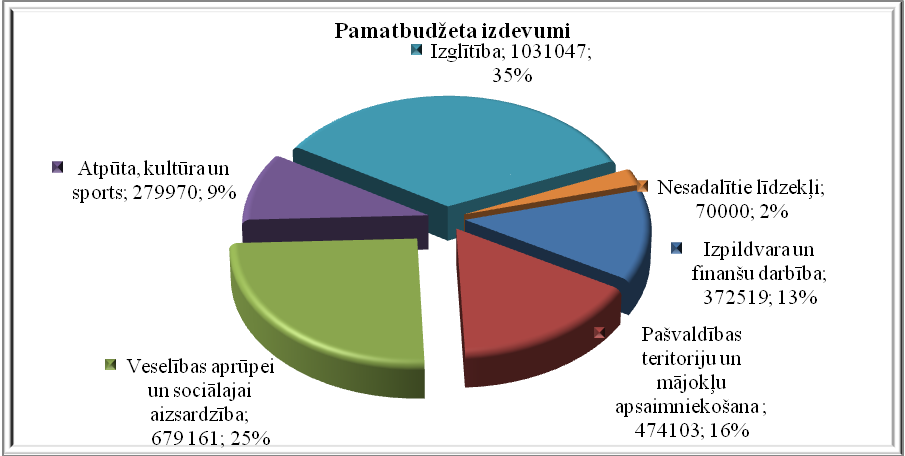 Pamatbudžeta izdevumi
Izglītība; 1031047;
35%
Nesadalītie līdzekļi;
70000; 2%
Izpildvara un
finanšu darbība;
372519; 13%
Pašvaldības
teritoriju un
mājokļu
apsaimniekošana;
474103; 16%
Veselības aprūpei
un sociālajai
aizsardzība;
679 161; 25%
Atpūta, kultūra un
sports; 279970; 9%